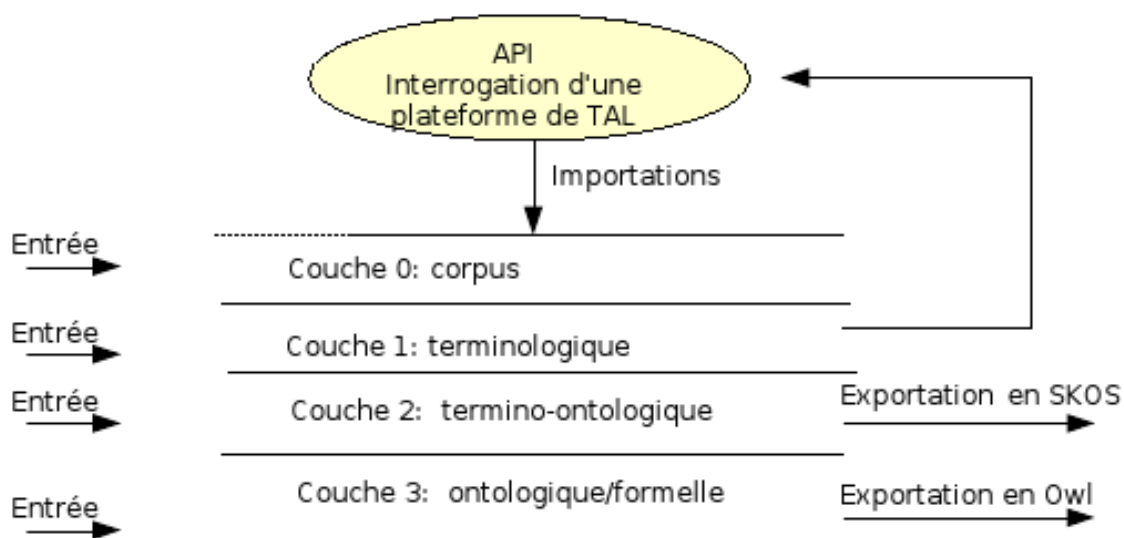 API
Interrogation d'une
plateforme de TAL
Importations
Entrée
Couche 0: corpus
Entrée
Couche 1: terminologique
Entrée
Couche 2: termino-ontologique
Exportation en SKOS
Entrée
Couche 3: ontologique/formelle
Exportation en Owl